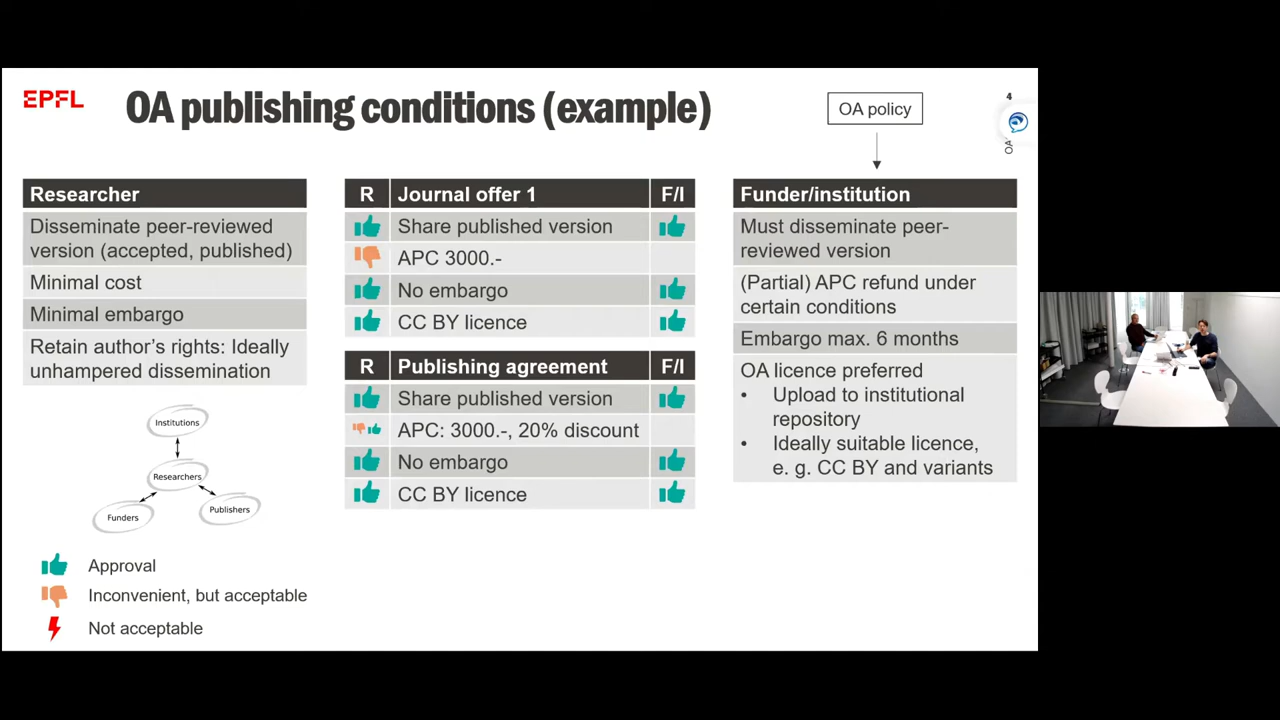 EPFL
OA publishing conditions (example)
OA policy
4
OA
Researcher
Disseminate peer-reviewed
version (accepted, published)
Minimal cost
Minimal embargo
Retain author's rights: Ideally
unhampered dissemination
Institutions
Researchers
Funders
Publishers
Approval
Inconvenient, but acceptable
Not acceptable
R Journal offer 1 F/I
Share published version
APC 3000.-
No embargo
CC BY licence
R Publishing agreement F/I
Share published version
APC: 3000.-, 20% discount
No embargo
CC BY licence
Funder/institution
Must disseminate peer-
reviewed version
(Partial) APC refund under
certain conditions
Embargo max. 6 months
OA licence preferred
• Upload to institutional
repository
• Ideally suitable licence,
e. g. CC BY and variants